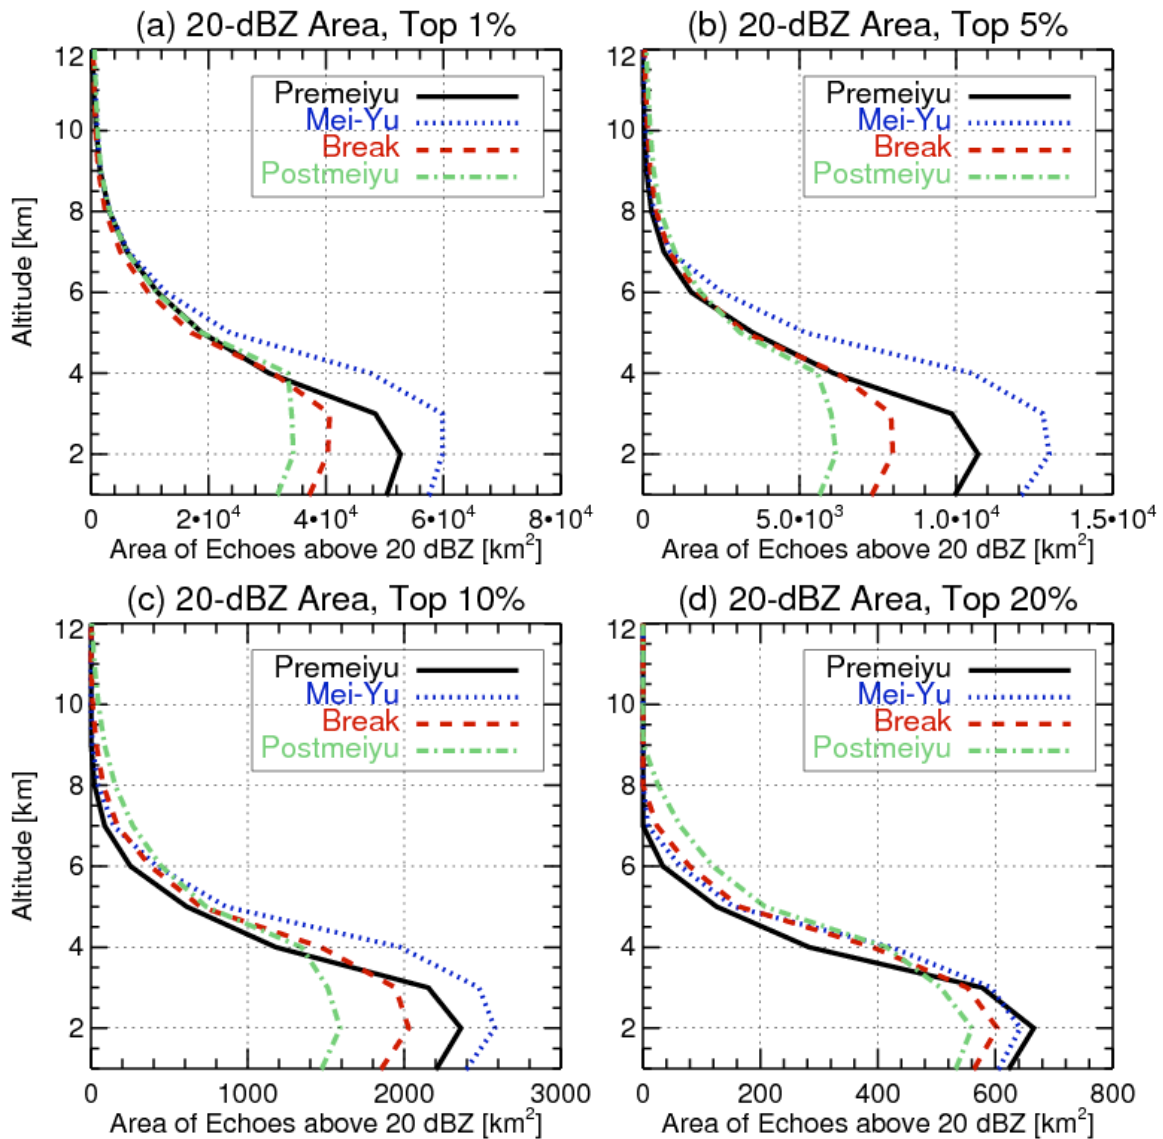 (a) 20-dBZ Area, Top 1%
12
10
8
6
4
2
Altitude [km]
Premeiyu
Mei-Yu
Break
Postmeiyu
0 2•10⁴ 4•10⁴ 6•10⁴ 8•10⁴
Area of Echoes above 20 dBZ [km²]
(b) 20-dBZ Area, Top 5%
12
10
8
6
4
2
Premeiyu
Mei-Yu
Break
Postmeiyu
0 5.0•10³ 1.0•10⁴ 1.5•10⁴
Area of Echoes above 20 dBZ [km²]
(c) 20-dBZ Area, Top 10%
12
10
8
6
4
2
Altitude [km]
Premeiyu
Mei-Yu
Break
Postmeiyu
0 1000 2000 3000
Area of Echoes above 20 dBZ [km²]
(d) 20-dBZ Area, Top 20%
12
10
8
6
4
2
Premeiyu
Mei-Yu
Break
Postmeiyu
0 200 400 600 800
Area of Echoes above 20 dBZ [km²]